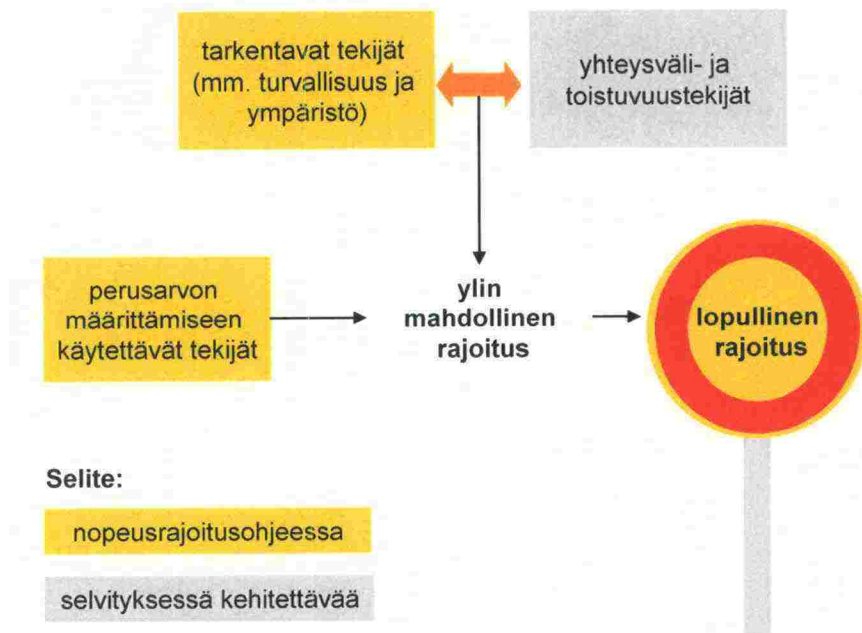 tarkentavat tekijät
(mm. turvallisuus ja
ympäristö)
yhteysväli- ja
toistuvuustekijät
perusarvon
määrittämiseen
käytettävät tekijät
ylin
mahdollinen
rajoitus
lopullinen
rajoitus
Selite:
nopeusrajoitusohjeessa
selvityksessä kehitettävää